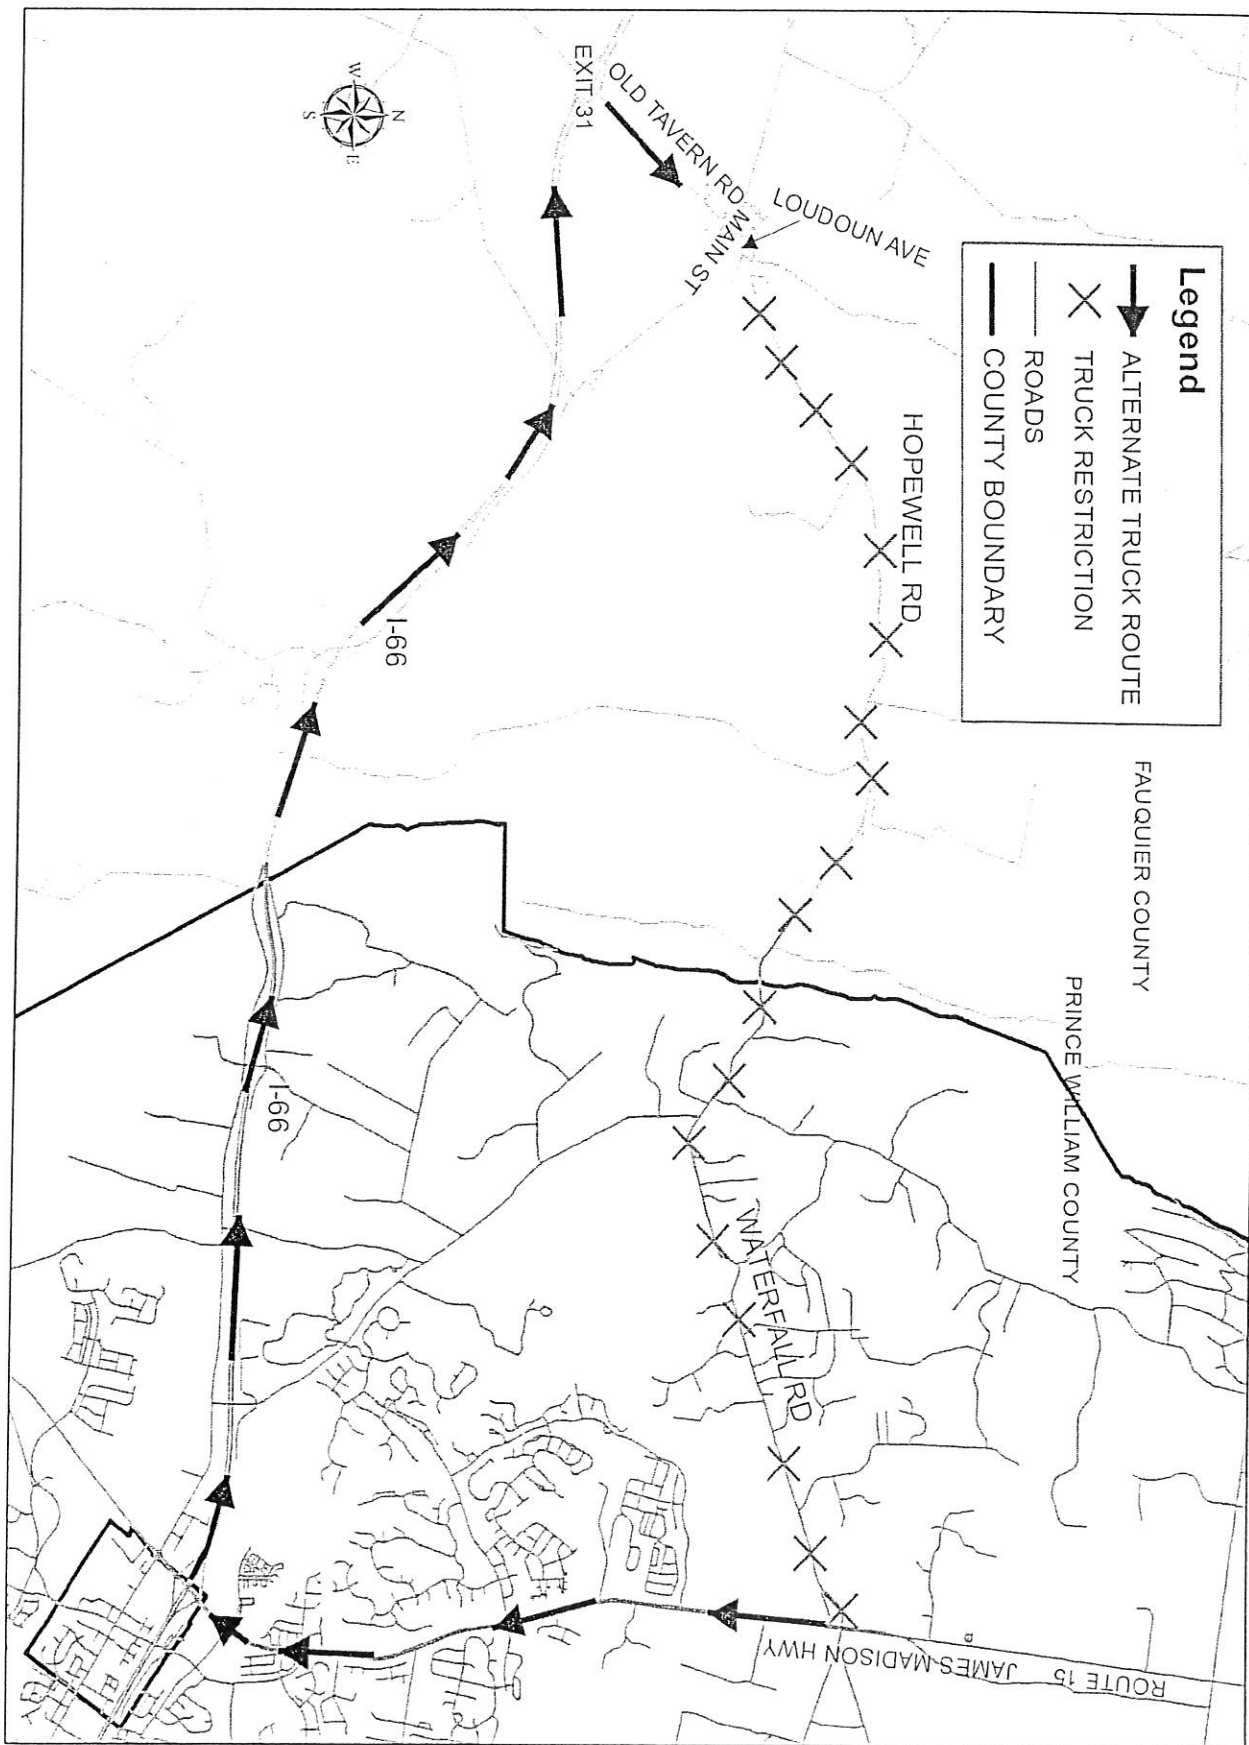 Legend
ALTERNATE TRUCK ROUTE
TRUCK RESTRICTION
ROADS
COUNTY BOUNDARY
FAUQUIER COUNTY
PRINCE WILLIAM COUNTY
LOUDOUN AVE
OLD TAVERN RD
MAIN ST
EXIT 31
HOPEWELL RD
WATERFALL RD
ROUTE 15 JAMES MADISON HWY
I-66
I-66
N
W
E
S